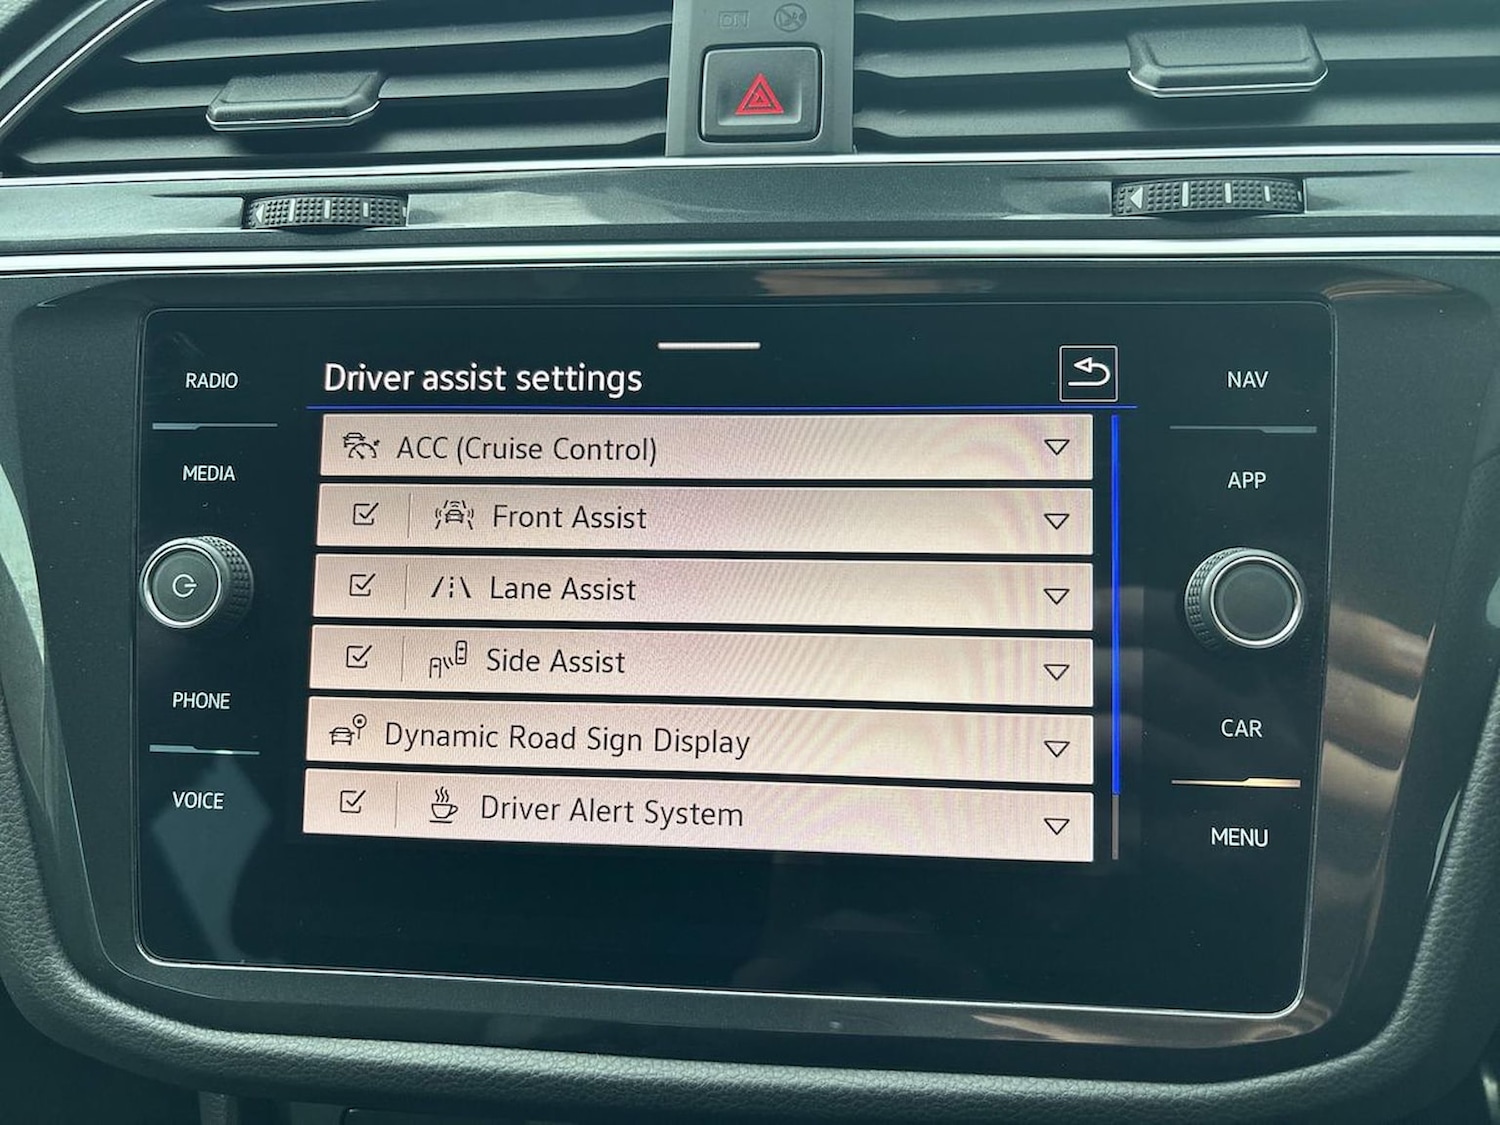 ON
RADIO
MEDIA
PHONE
VOICE
Driver assist settings
ACC (Cruise Control)
Front Assist
Lane Assist
Side Assist
Dynamic Road Sign Display
Driver Alert System
NAV
APP
CAR
MENU